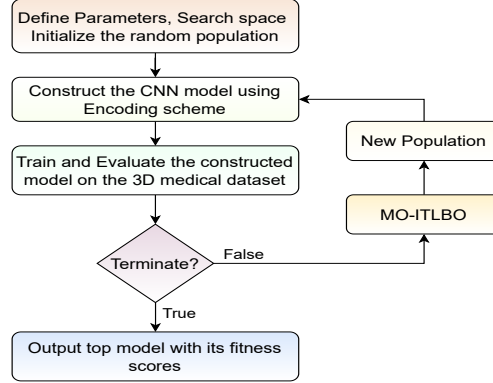 Define Parameters, Search space
Initialize the random population
Construct the CNN model using
Encoding scheme
New Population
Train and Evaluate the constructed
model on the 3D medical dataset
MO-ITLBO
Terminate?
False
True
Output top model with its fitness
scores